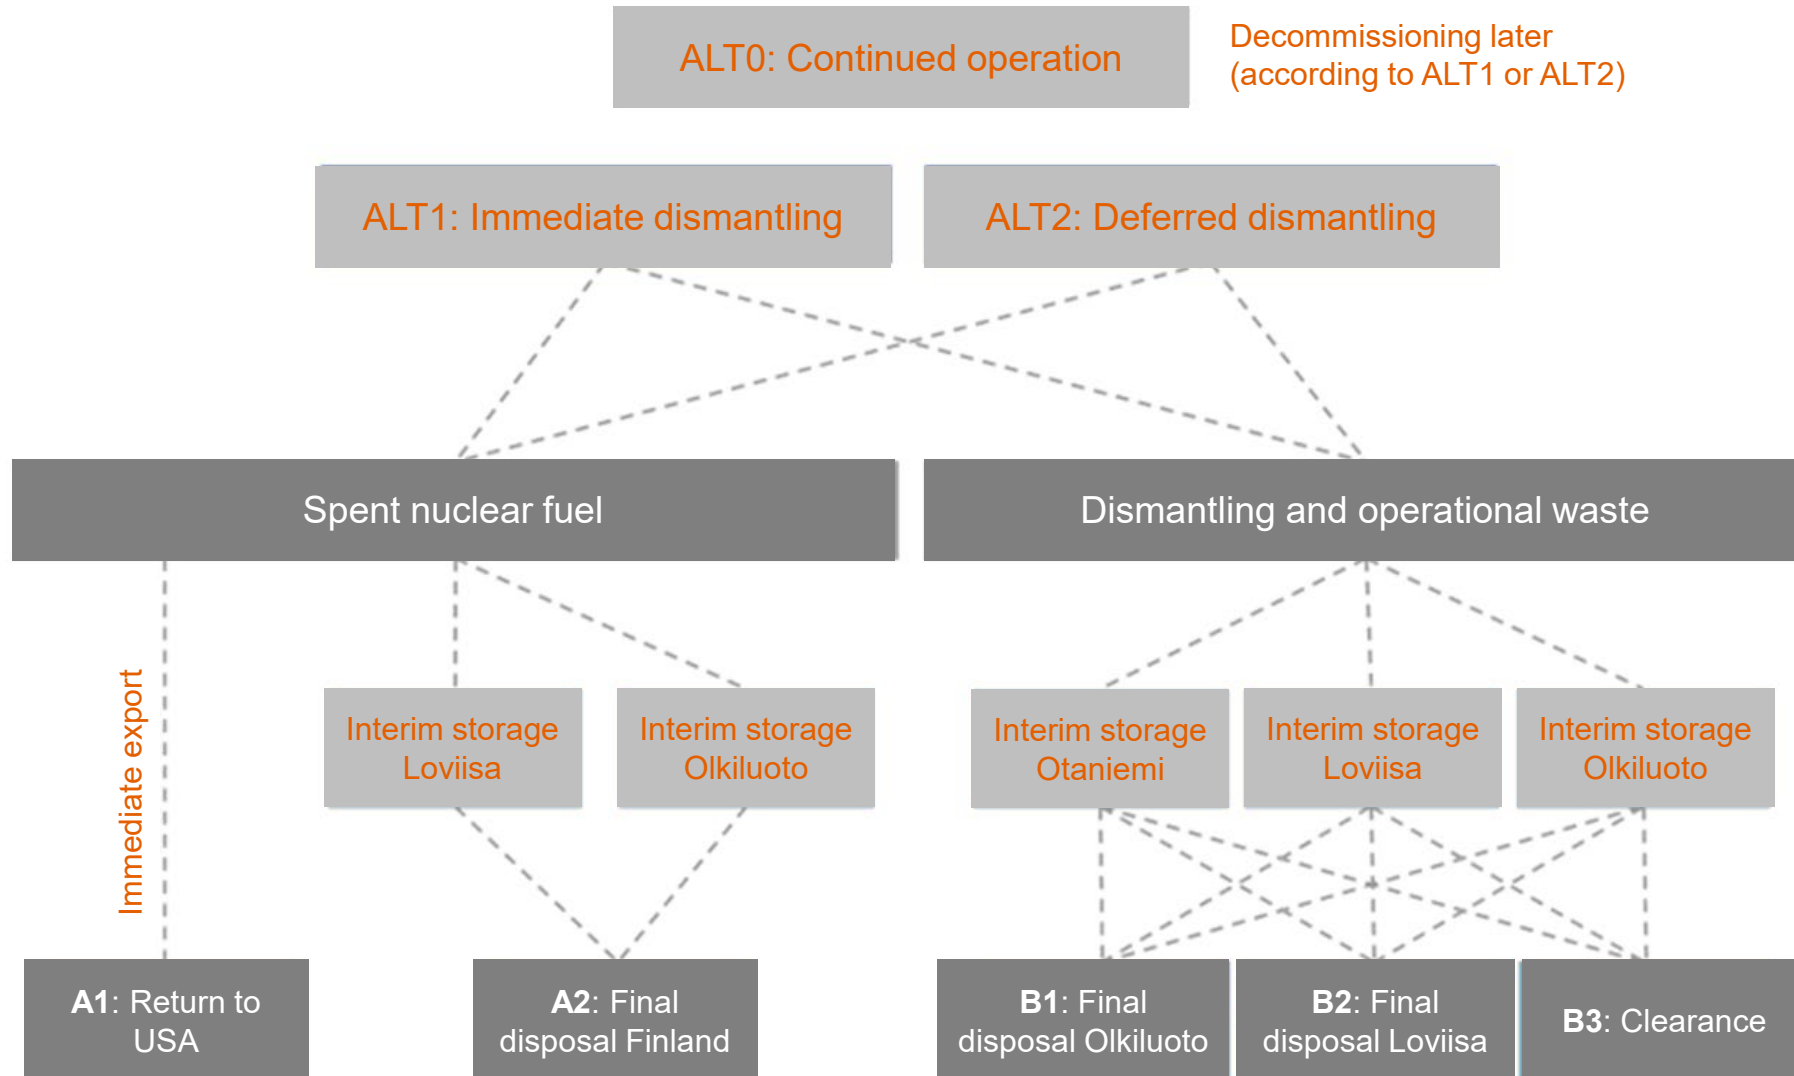 ALT0: Continued operation
Decommissioning later
(according to ALT1 or ALT2)
ALT1: Immediate dismantling
ALT2: Deferred dismantling
Spent nuclear fuel
Dismantling and operational waste
Immediate export
Interim storage
Loviisa
Interim storage
Olkiluoto
Interim storage
Otaniemi
Interim storage
Loviisa
Interim storage
Olkiluoto
A1: Return to
USA
A2: Final
disposal Finland
B1: Final
disposal Olkiluoto
B2: Final
disposal Loviisa
B3: Clearance